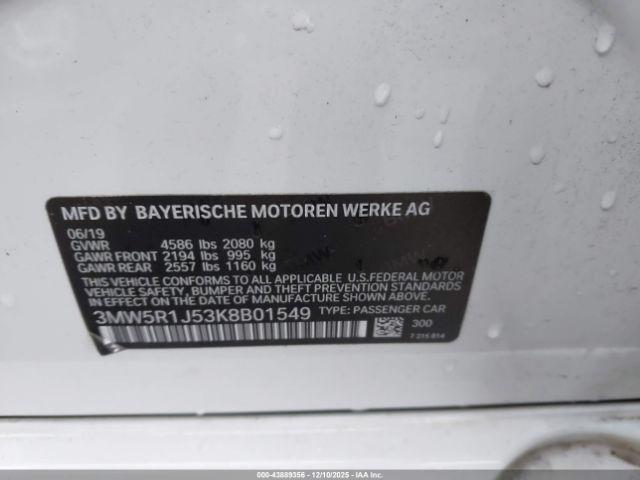 MFD BY BAYERISCHE MOTOREN WERKE AG
06/19
GVWR 4586 lbs 2080 kg
GAWR FRONT 2194 lbs 995 kg
GAWR REAR 2557 lbs 1160 kg
THIS VEHICLE CONFORMS TO ALL APPLICABLE U.S.FEDERAL MOTOR
VEHICLE SAFETY, BUMPER AND THEFT PREVENTION STANDARDS
IN EFFECT ON THE DATE OF MANUFACTURE SHOWN ABOVE.
3MW5R1J53K8B01549 TYPE: PASSENGER CAR
300
7 215 814
000-43889356 - 12/10/2025 - IAA Inc.